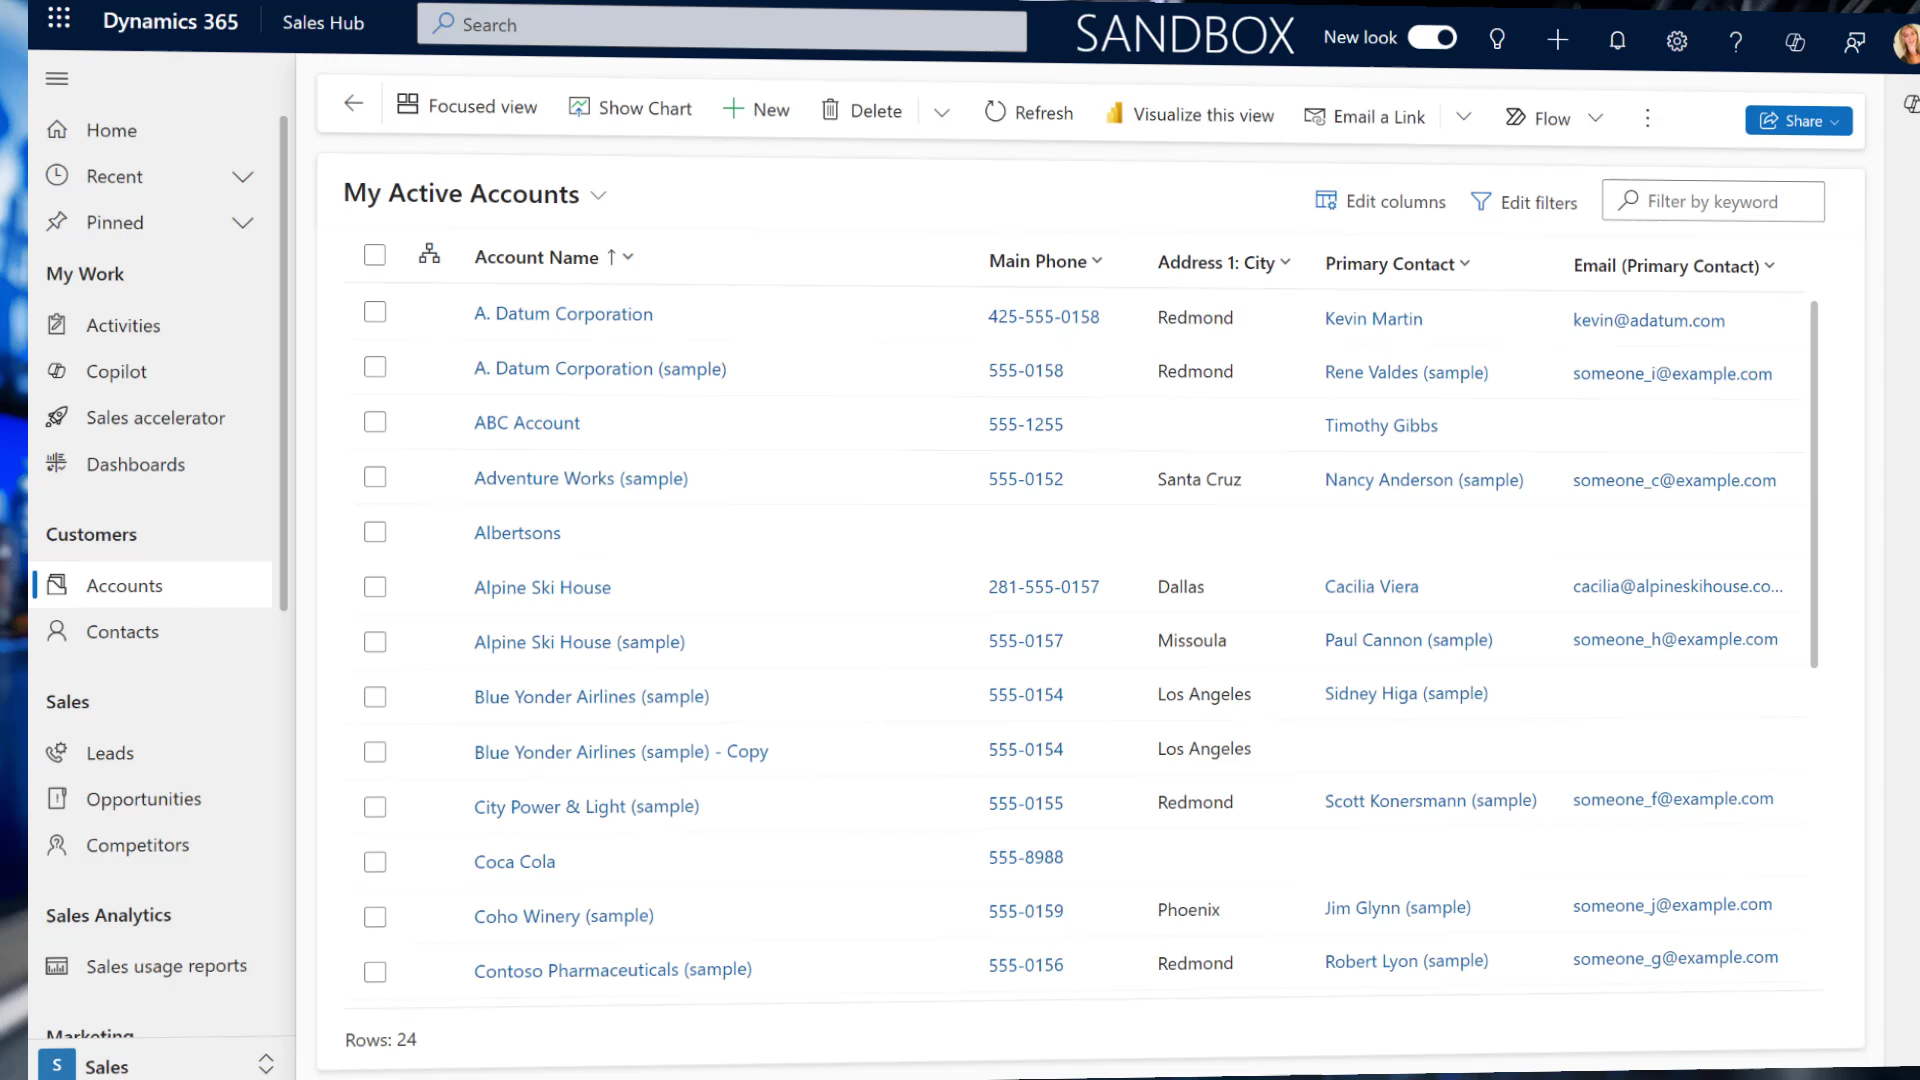 Dynamics 365
Sales Hub
Search
SANDBOX
New look
Home
Recent
Pinned
My Work
Activities
Copilot
Sales accelerator
Dashboards
Customers
Accounts
Contacts
Sales
Leads
Opportunities
Competitors
Sales Analytics
Sales usage reports
Marketing
S Sales
Focused view Show Chart New Delete Refresh Visualize this view Email a Link Flow Share
My Active Accounts
Edit columns Edit filters Filter by keyword
Account Name Main Phone Address 1: City Primary Contact Email (Primary Contact)
A. Datum Corporation 425-555-0158 Redmond Kevin Martin kevin@adatum.com
A. Datum Corporation (sample) 555-0158 Redmond Rene Valdes (sample) someone_i@example.com
ABC Account 555-1255 Timothy Gibbs
Adventure Works (sample) 555-0152 Santa Cruz Nancy Anderson (sample) someone_c@example.com
Albertsons
Alpine Ski House 281-555-0157 Dallas Cacilia Viera cacilia@alpineskihouse.co...
Alpine Ski House (sample) 555-0157 Missoula Paul Cannon (sample) someone_h@example.com
Blue Yonder Airlines (sample) 555-0154 Los Angeles Sidney Higa (sample)
Blue Yonder Airlines (sample) - Copy 555-0154 Los Angeles
City Power & Light (sample) 555-0155 Redmond Scott Konersmann (sample) someone_f@example.com
Coca Cola 555-8988
Coho Winery (sample) 555-0159 Phoenix Jim Glynn (sample) someone_j@example.com
Contoso Pharmaceuticals (sample) 555-0156 Redmond Robert Lyon (sample) someone_g@example.com
Rows: 24